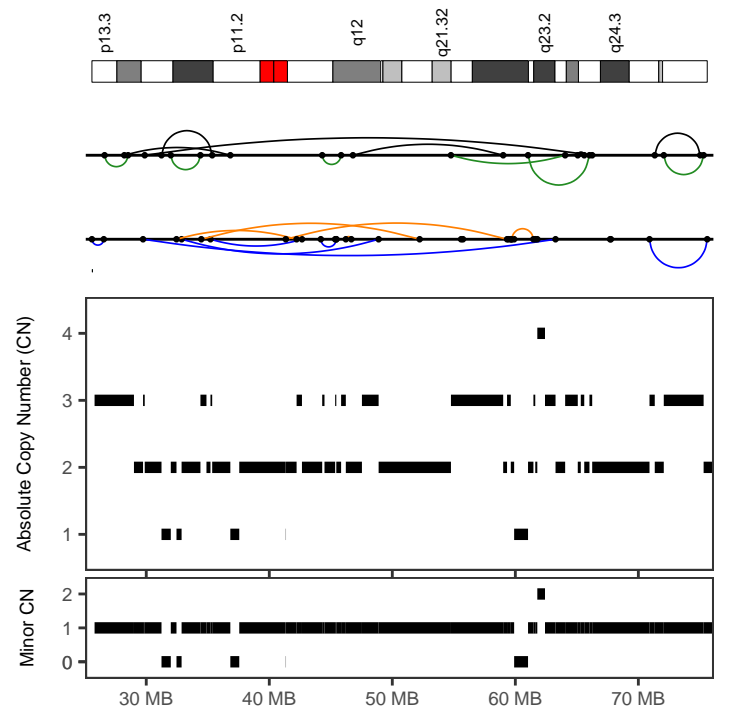 p13.3
p11.2
q12
q21.32
q23.2
q24.3
Absolute Copy Number (CN)
4
3
2
1
Minor CN
2
1
0
30 MB
40 MB
50 MB
60 MB
70 MB